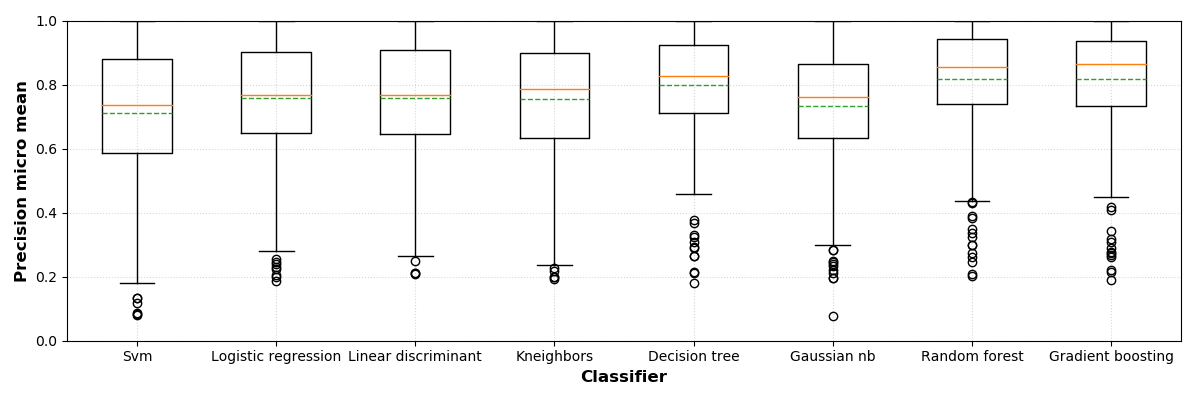 Precision micro mean
1.0
0.8
0.6
0.4
0.2
0.0
Svm Logistic regression Linear discriminant Kneighbors Decision tree Gaussian nb Random forest Gradient boosting
Classifier